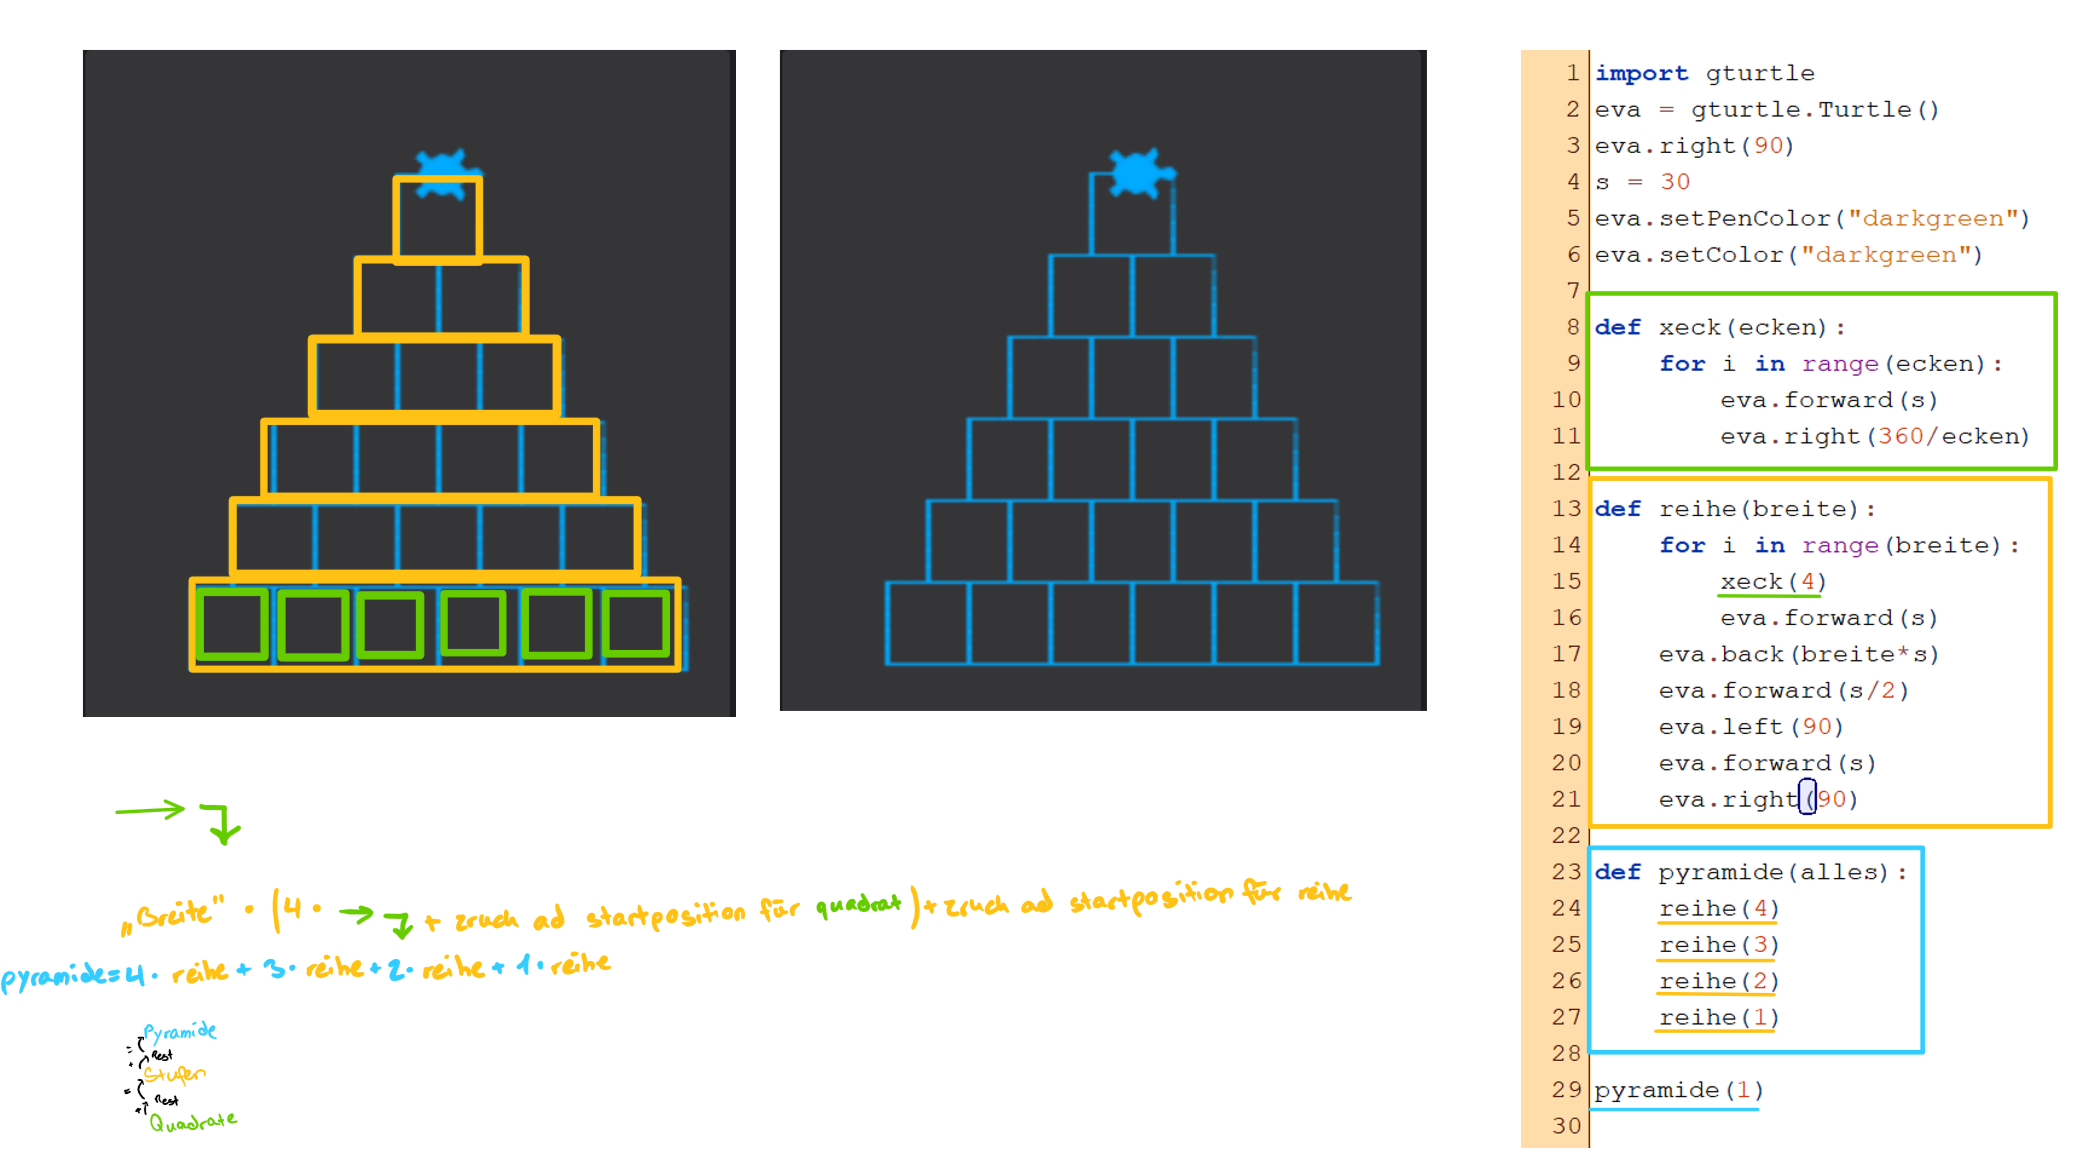 1 import gturtle
2 eva = gturtle.Turtle()
3 eva.right(90)
4 s = 30
5 eva.setPenColor("darkgreen")
6 eva.setColor("darkgreen")
7
8 def xeck(ecken):
9 for i in range(ecken):
10 eva.forward(s)
11 eva.right(360/ecken)
12
13 def reihe(breite):
14 for i in range(breite):
15 xeck(4)
16 eva.forward(s)
17 eva.back(breite*s)
18 eva.forward(s/2)
19 eva.left(90)
20 eva.forward(s)
21 eva.right(90)
22
23 def pyramide(alles):
24 reihe(4)
25 reihe(3)
26 reihe(2)
27 reihe(1)
28
29 pyramide(1)
30
„Breite" · (4 · → ↴ + zruck ad startposition für quadrat) + zruck ad startposition für reihe
pyramide=4· reihe + 3· reihe + 2· reihe + 1· reihe
Pyramide
= + Rest
Stufen
= + Rest
Quadrate